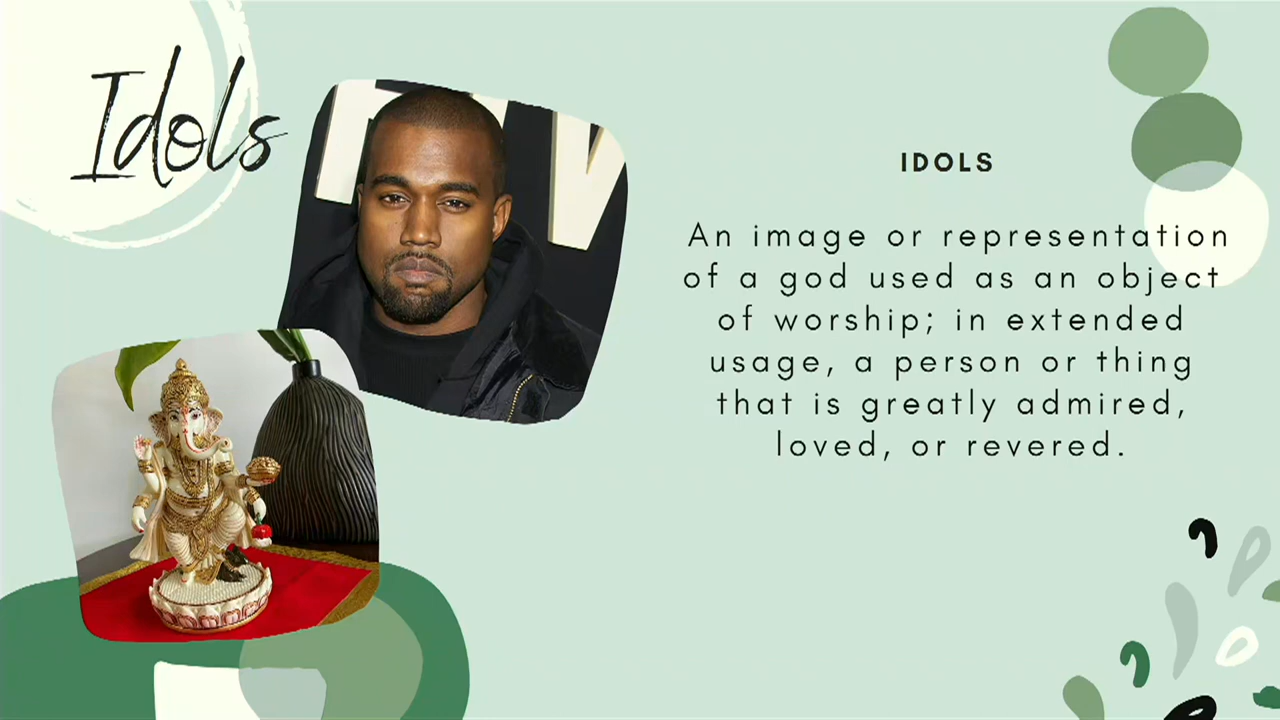 Idols
IDOLS
An image or representation
of a god used as an object
of worship; in extended
usage, a person or thing
that is greatly admired,
loved, or revered.